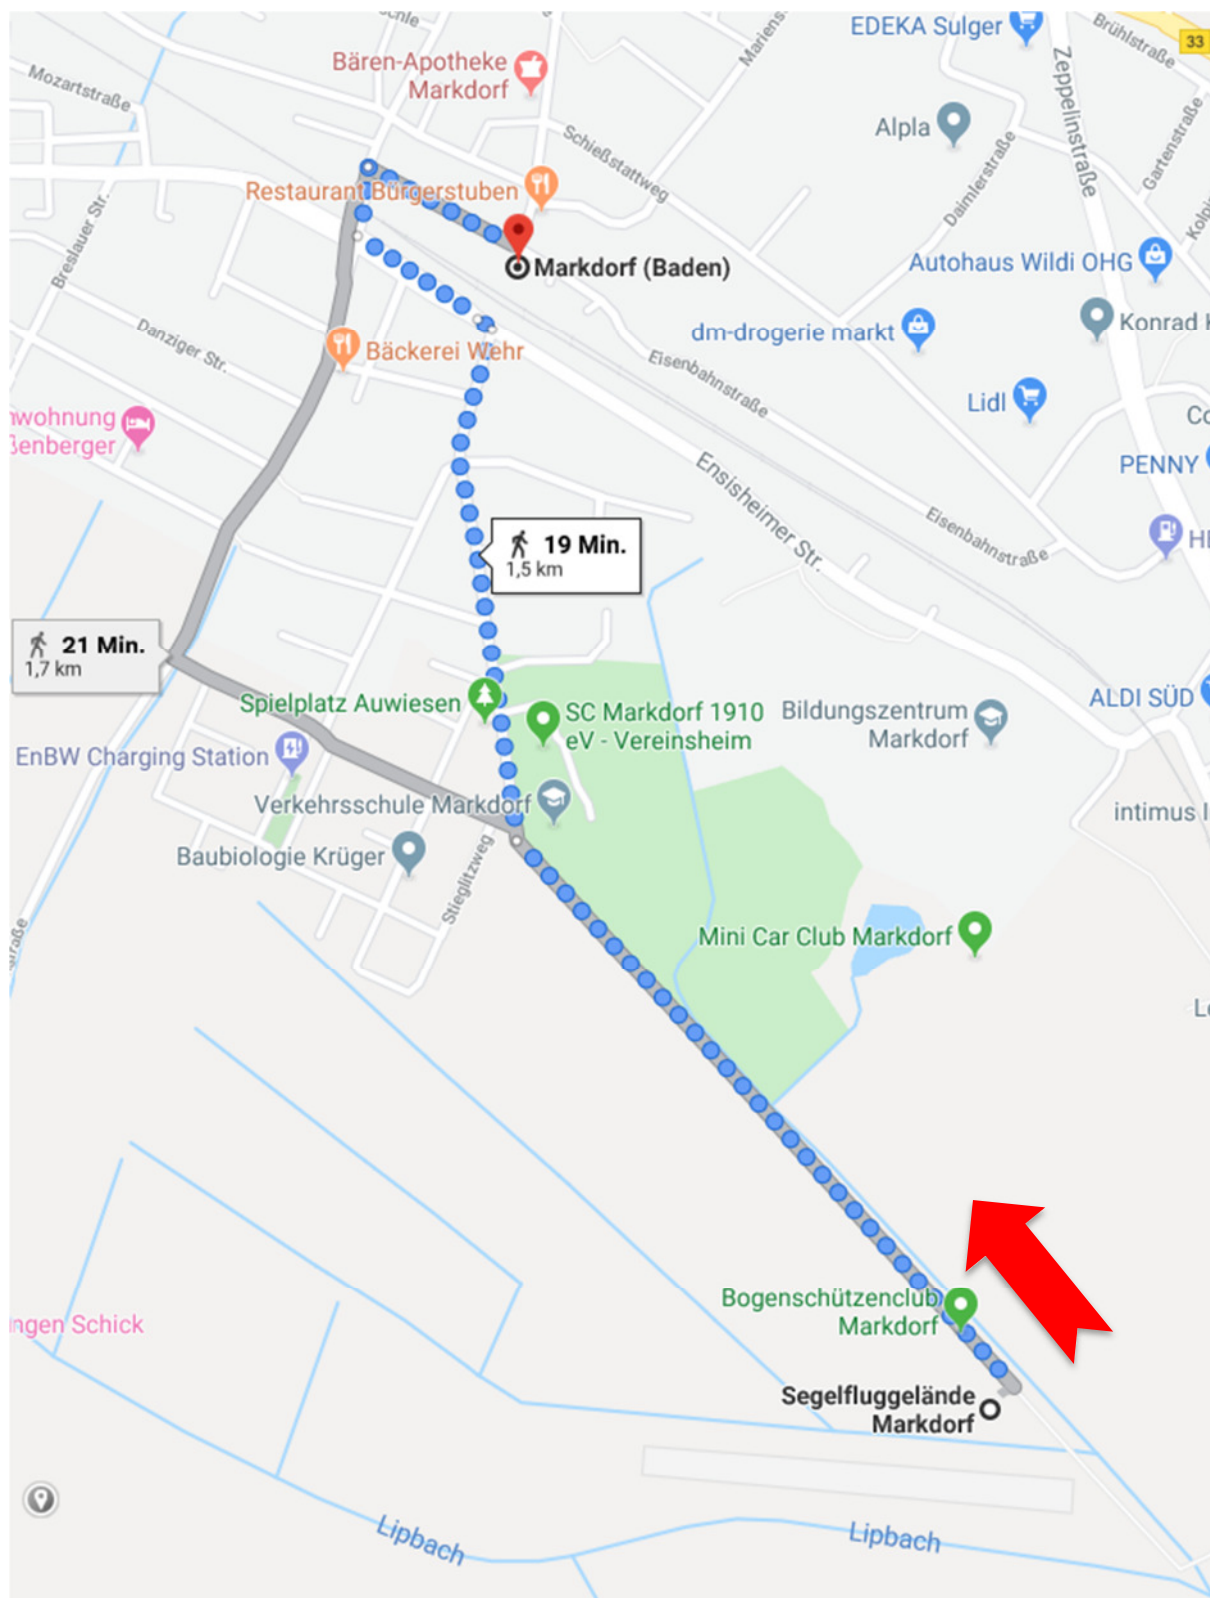 EDEKA Sulger
Brühlstraße
33
Bären-Apotheke
Markdorf
Mozartstraße
Zeppelinstraße
Alpla
Schießstattweg
Daimlerstraße
Gartenstraße
Restaurant Bürgerstuben
Breslauer Str.
Markdorf (Baden)
Autohaus Wildi OHG
Konrad
dm-drogerie markt
Danziger Str.
Bäckerei Wehr
Eisenbahnstraße
Lidl
PENNY
Ensisheimer Str.
Eisenbahnstraße
19 Min.
1,5 km
21 Min.
1,7 km
Spielplatz Auwiesen
SC Markdorf 1910
eV - Vereinsheim
Bildungszentrum
Markdorf
ALDI SÜD
EnBW Charging Station
Verkehrsschule Markdorf
intimus
Baubiologie Krüger
Stieglitzweg
Mini Car Club Markdorf
Bogenschützenclub
Markdorf
ngen Schick
Segelfluggelände
Markdorf
Lipbach
Lipbach